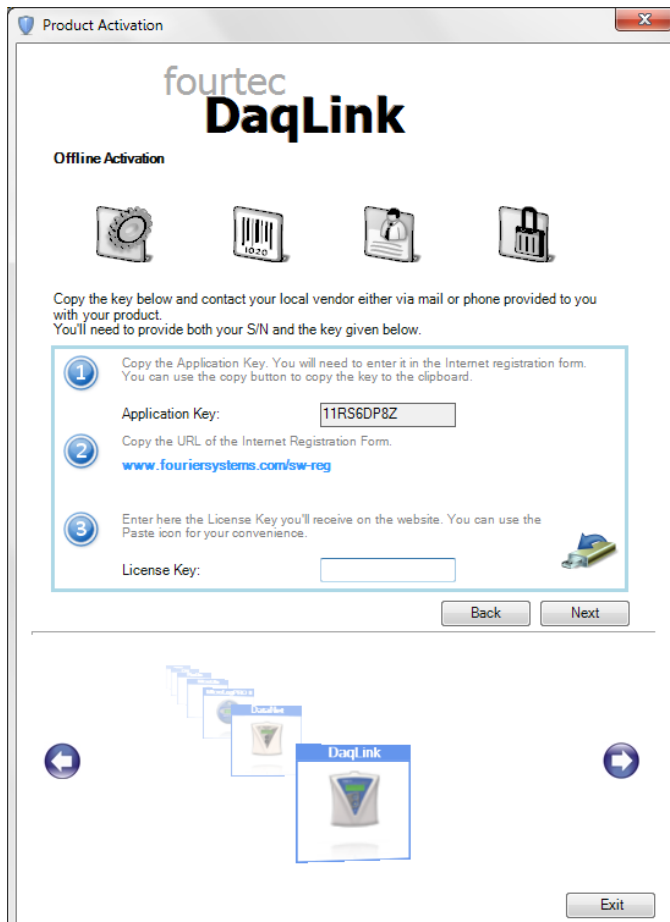 Product Activation
fourtec
DaqLink
Offline Activation
1020
Copy the key below and contact your local vendor either via mail or phone provided to you
with your product.
You'll need to provide both your S/N and the key given below.
1
Copy the Application Key. You will need to enter it in the Internet registration form.
You can use the copy button to copy the key to the clipboard.
Application Key:
11RS6DP8Z
2
Copy the URL of the Internet Registration Form.
www.fouriersystems.com/sw-reg
3
Enter here the License Key you'll receive on the website. You can use the
Paste icon for your convenience.
License Key:
Back
Next
DataNet
DaqLink
Exit